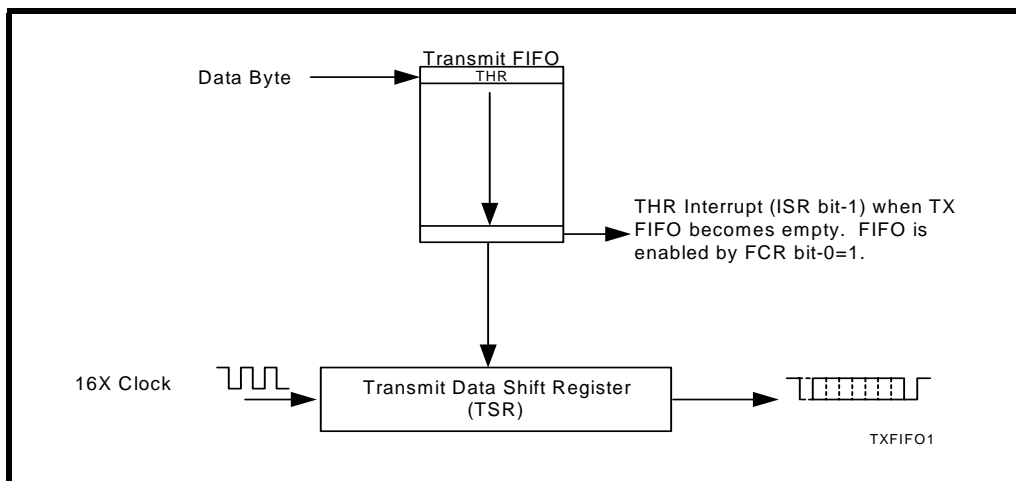 Transmit FIFO
Data Byte
THR
THR Interrupt (ISR bit-1) when TX
FIFO becomes empty. FIFO is
enabled by FCR bit-0=1.
16X Clock
Transmit Data Shift Register
(TSR)
TXFIFO1